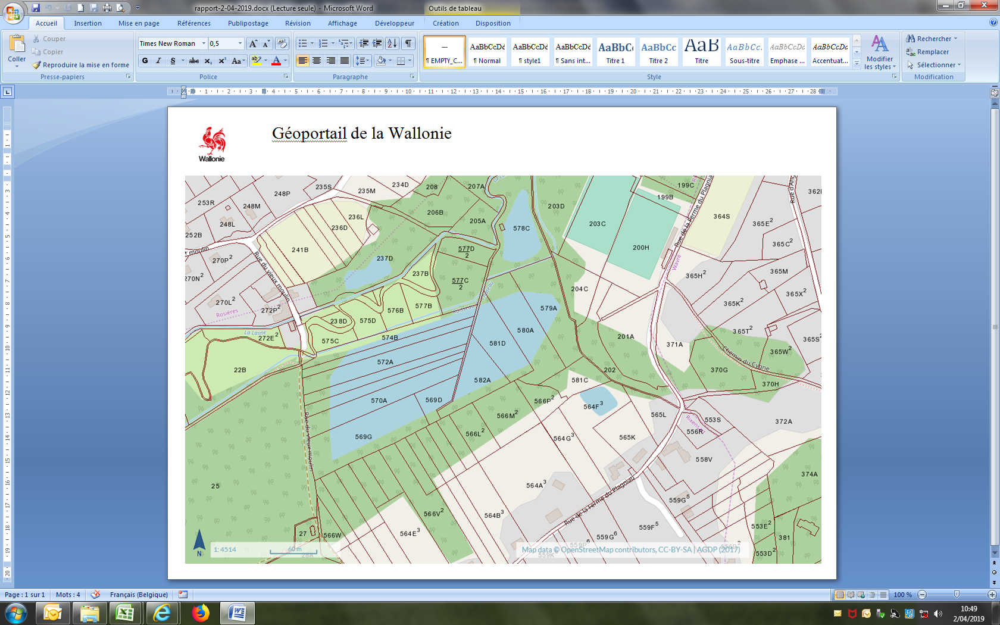 rapport-2-04-2019.docx (Lecture seule) - Microsoft Word
Outils de tableau
Accueil Insertion Mise en page Références Publipostage Révision Affichage Développeur Création Disposition
Coller
Couper
Copier
Reproduire la mise en forme
Presse-papiers
Times New Roman 0,5
G I S abc X₂ X² Aa
Police
Paragraphe
AaBbCcDd AaBbCcDd AaBbCcDd AaBbC AaBbCc AaB AaBbCc. AaBbCcDc AaBbCcDc
¶ EMPTY_C... ¶ Normal ¶ style1 ¶ Sans int... Titre 1 Titre 2 Titre Sous-titre Emphase ... Accentuat...
Style
Modifier
les styles
Rechercher
Remplacer
Sélectionner
Modification
1 2 3 4 5 6 7 8 9 10 11 12 13 14 15 16 17 18 19 20 21 22 23 24 25 26 27 28
Wallonie
Géoportail de la Wallonie
253R
248P
235S
235M
234D
208
207A
248M
248L
252B
236L
236D
241B
206B
205A
578C
203D
203C
200H
199C
199B
364S
365E²
365C²
Rue de la Ferme du Plagniau
270P²
270N²
270L²
Rosières
272P²
Rue du vieux moulin
237D
237B
577D
2
577C
2
577B
576B
575D
238D
575C
574B
La Lasne
272E²
22B
204C
579A
580A
581D
582A
572A
570A
569D
569G
Wavre
365H²
365M
365X²
365K²
365T²
365W²
201A
371A
202
Chemin du Cygne
370G
370H
581C
564F³
566P²
566M²
566L²
564G³
565K
565L
Rixensart
553S
556R
372A
558V
374A
25
Rue du vieux moulin
564A³
564B³
Rue de la Ferme du Plagniau
559G⁵
559F⁵
559G⁶
566V²
564E³
566W
27
28A
553E²
381
553D²
559K
N
1: 4514
60 m
Map data © OpenStreetMap contributors, CC-BY-SA | AGDP (2017)
Page : 1 sur 1 Mots : 4 Français (Belgique) 100 %
10:49
2/04/2019